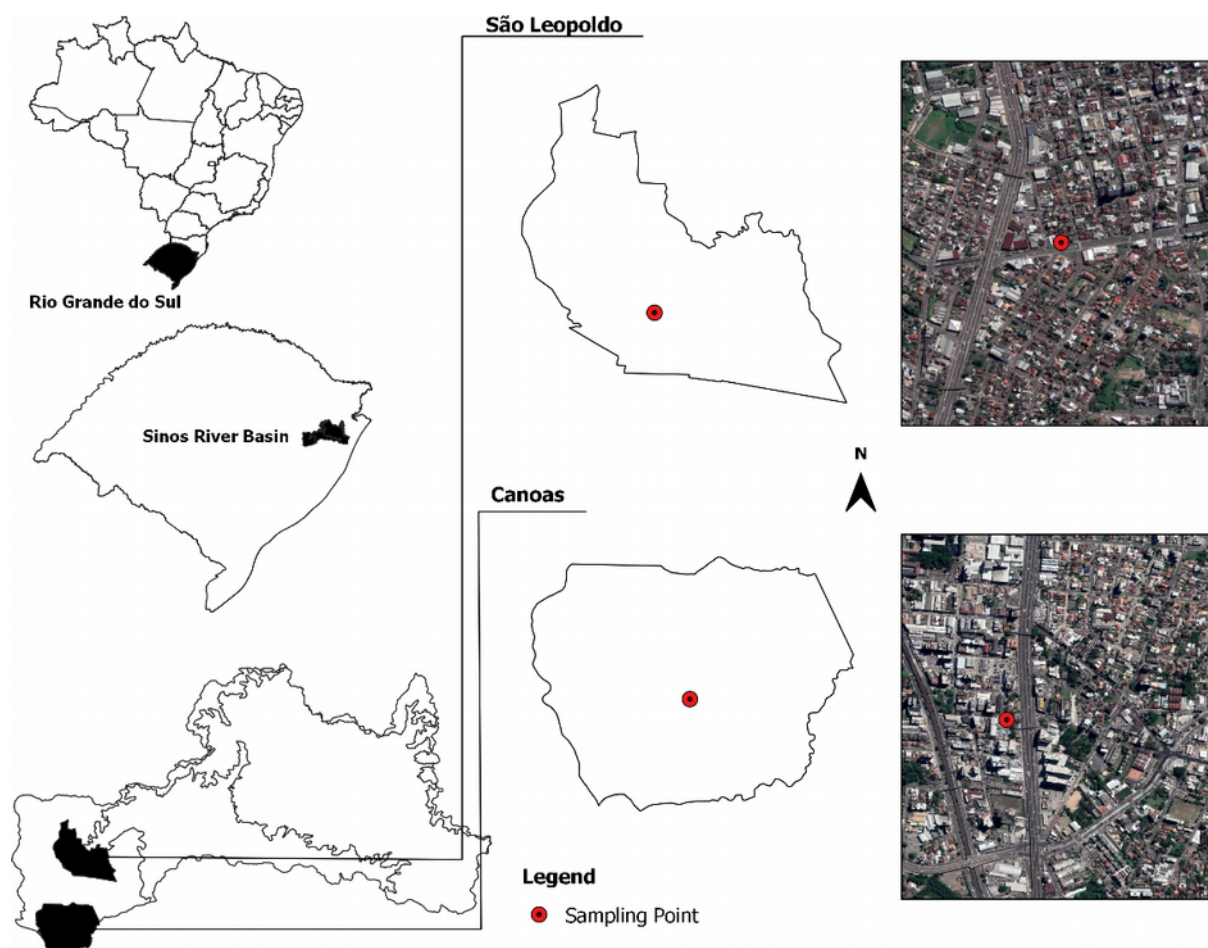 São Leopoldo
Rio Grande do Sul
Sinos River Basin
N
Canoas
Legend
Sampling Point